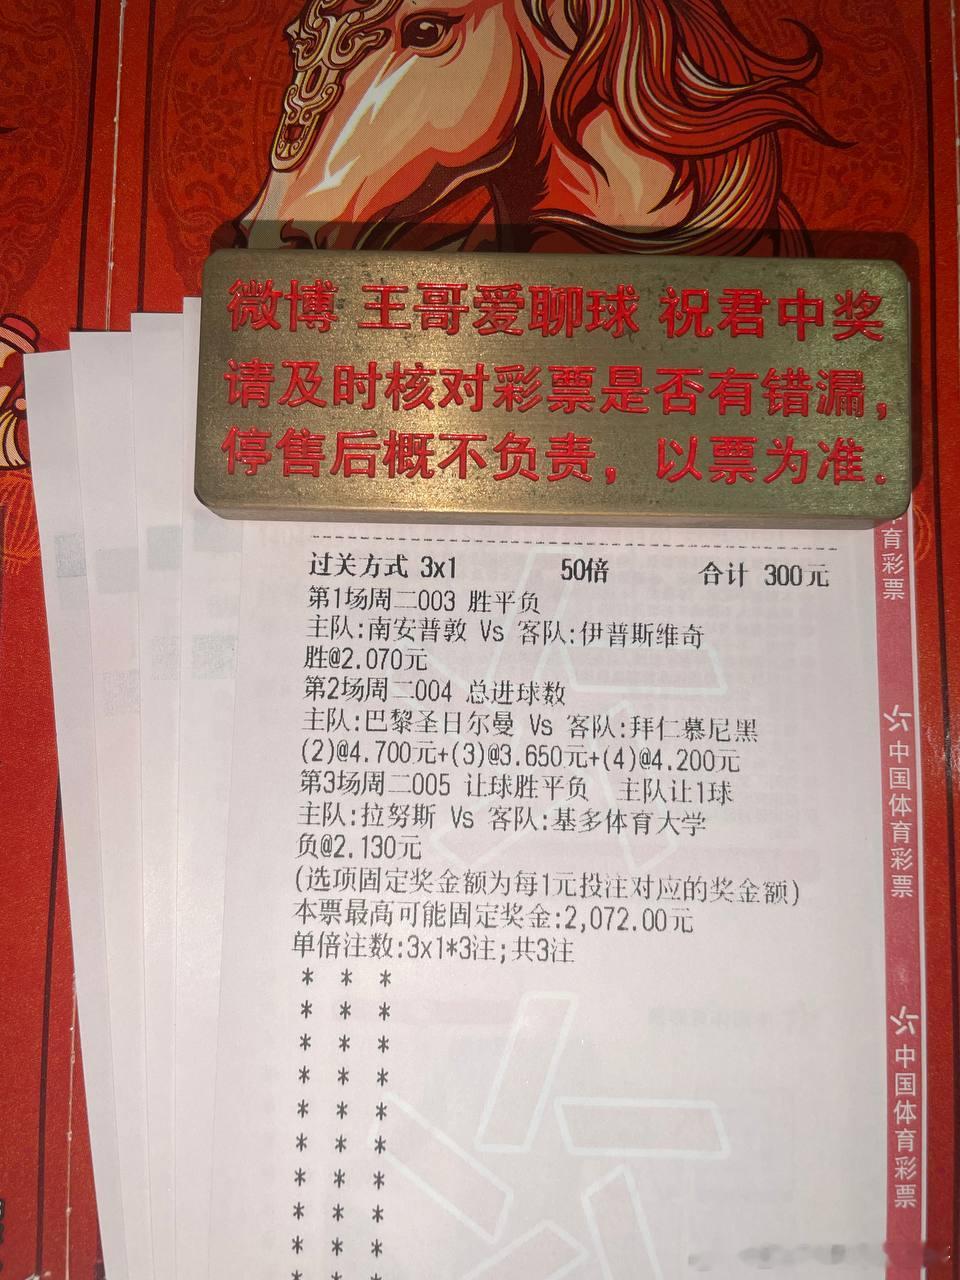 微博 王哥爱聊球 祝君中奖
请及时核对彩票是否有错漏，
停售后概不负责，以票为准.
过关方式 3x1 50倍 合计 300元
第1场周二003 胜平负
主队:南安普敦 Vs 客队:伊普斯维奇
胜@2.070元
第2场周二004 总进球数
主队:巴黎圣日尔曼 Vs 客队:拜仁慕尼黑
(2)@4.700元+(3)@3.650元+(4)@4.200元
第3场周二005 让球胜平负 主队让1球
主队:拉努斯 Vs 客队:基多体育大学
负@2.130元
(选项固定奖金额为每1元投注对应的奖金额)
本票最高可能固定奖金:2,072.00元
单倍注数:3x1*3注;共3注
* * *
* * *
* * *
* * *
* * *
* * *
* * *
* * *
* * *
* * *
体育彩票
中国体育彩票
中国体育彩票